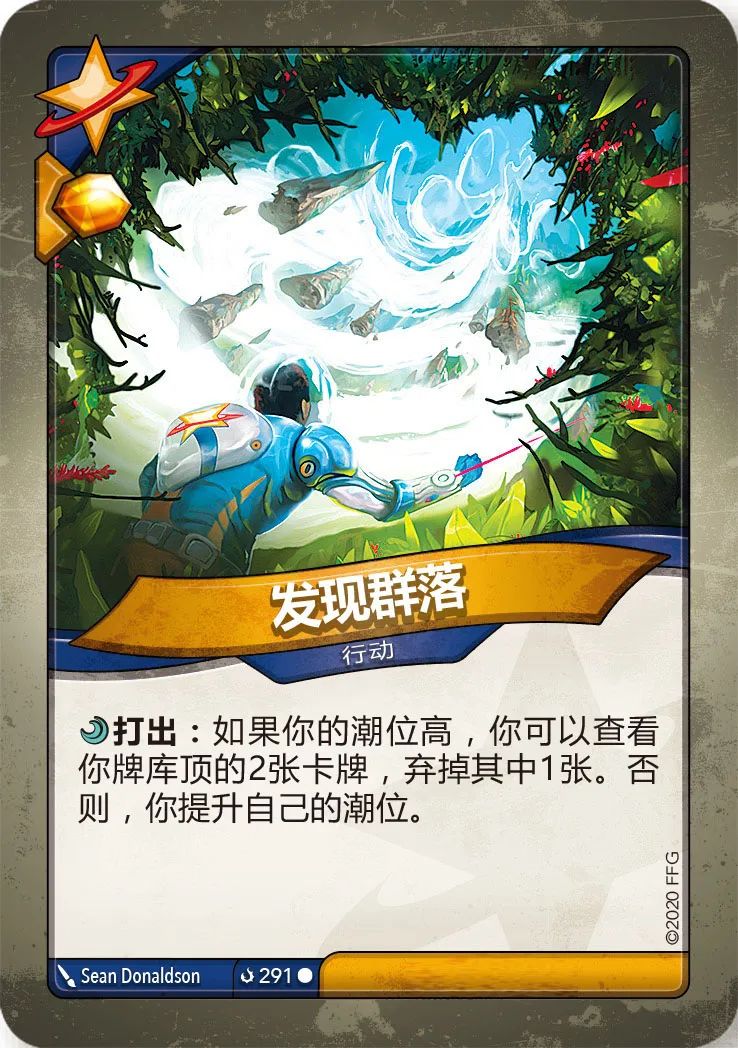 发现群落
行动
打出：如果你的潮位高，你可以查看
你牌库顶的2张卡牌，弃掉其中1张。否
则，你提升自己的潮位。
©2020 FFG
Sean Donaldson
291